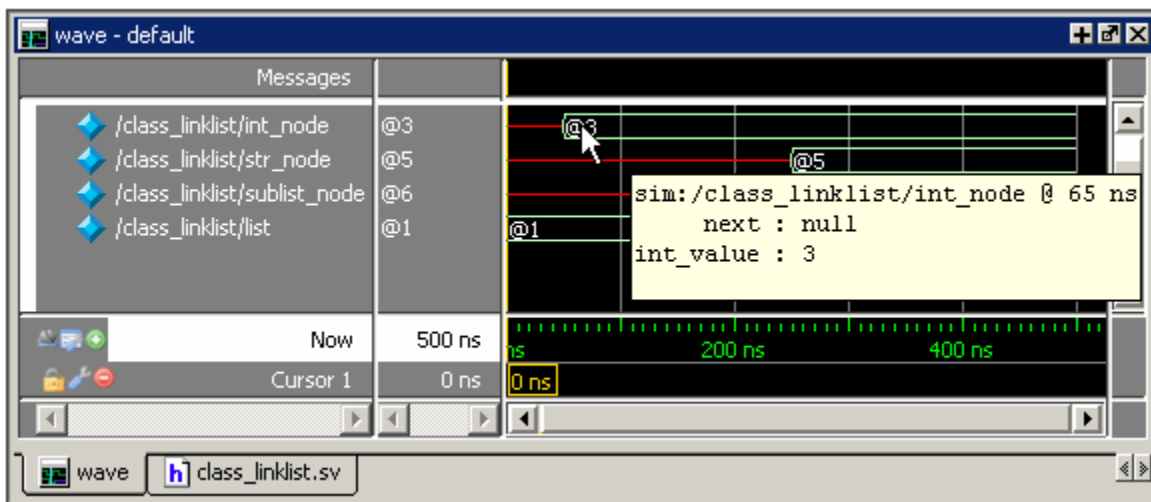 wave - default
Messages
/class_linklist/int_node @3 @3
/class_linklist/str_node @5 @5
/class_linklist/sublist_node @6
/class_linklist/list @1 @1
sim:/class_linklist/int_node @ 65 ns
next : null
int_value : 3
Now 500 ns ns 200 ns 400 ns
Cursor 1 0 ns 0 ns
wave h class_linklist.sv